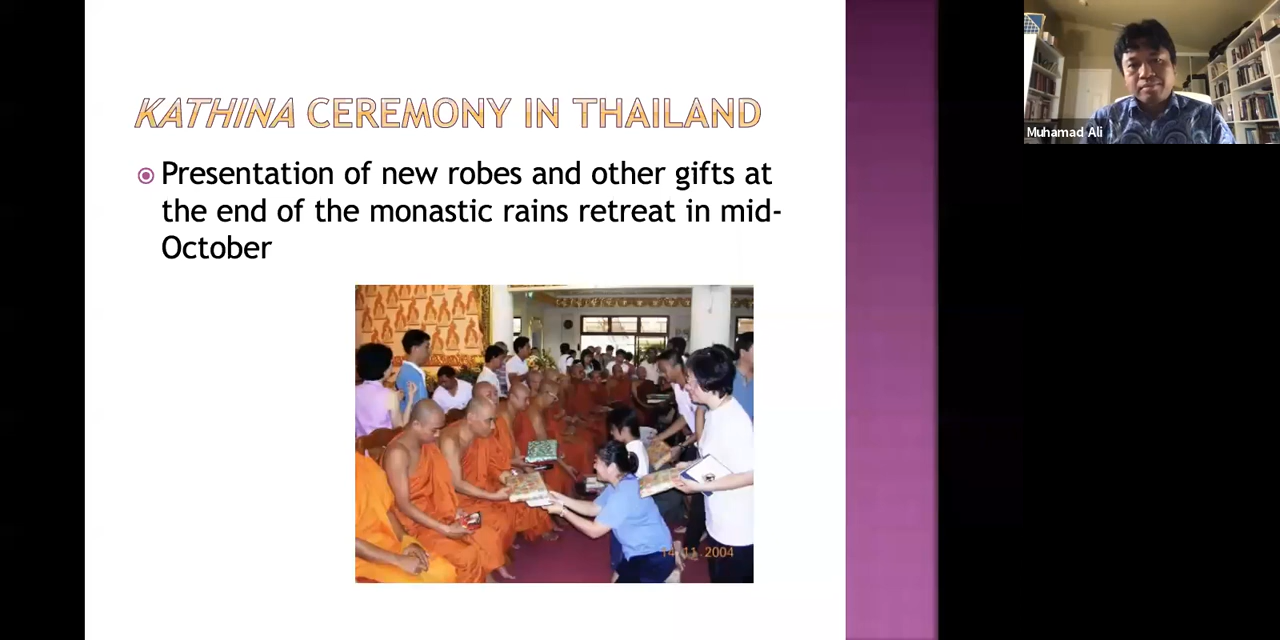 KATHINA CEREMONY IN THAILAND
Presentation of new robes and other gifts at
the end of the monastic rains retreat in mid-
October
14 11 2004
Muhamad Ali